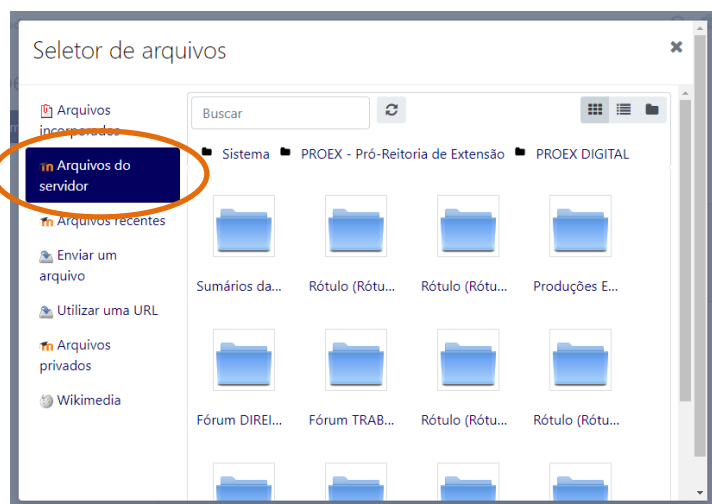 Seletor de arquivos
Arquivos
incorporados
Arquivos do
servidor
Arquivos recentes
Enviar um
arquivo
Utilizar uma URL
Arquivos
privados
Wikimedia
Buscar
Sistema PROEX - Pró-Reitoria de Extensão PROEX DIGITAL
Sumários da... Rótulo (Rótu... Rótulo (Rótu... Produções E...
Fórum DIREI... Fórum TRAB... Rótulo (Rótu... Rótulo (Rótu...